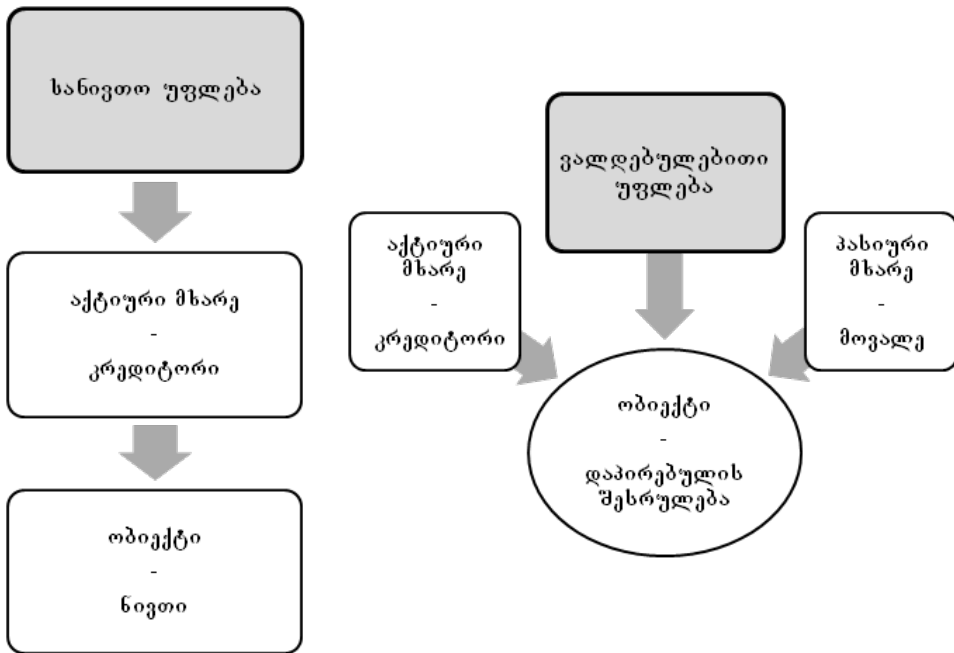 სანივთო უფლება
აქტიური მხარე
-
კრედიტორი
ობიექტი
-
ნივთი
ვალდებულებითი
უფლება
აქტიური
მხარე
-
კრედიტორი
პასიური
მხარე
-
მოვალე
ობიექტი
-
დაპირებულის
შესრულება